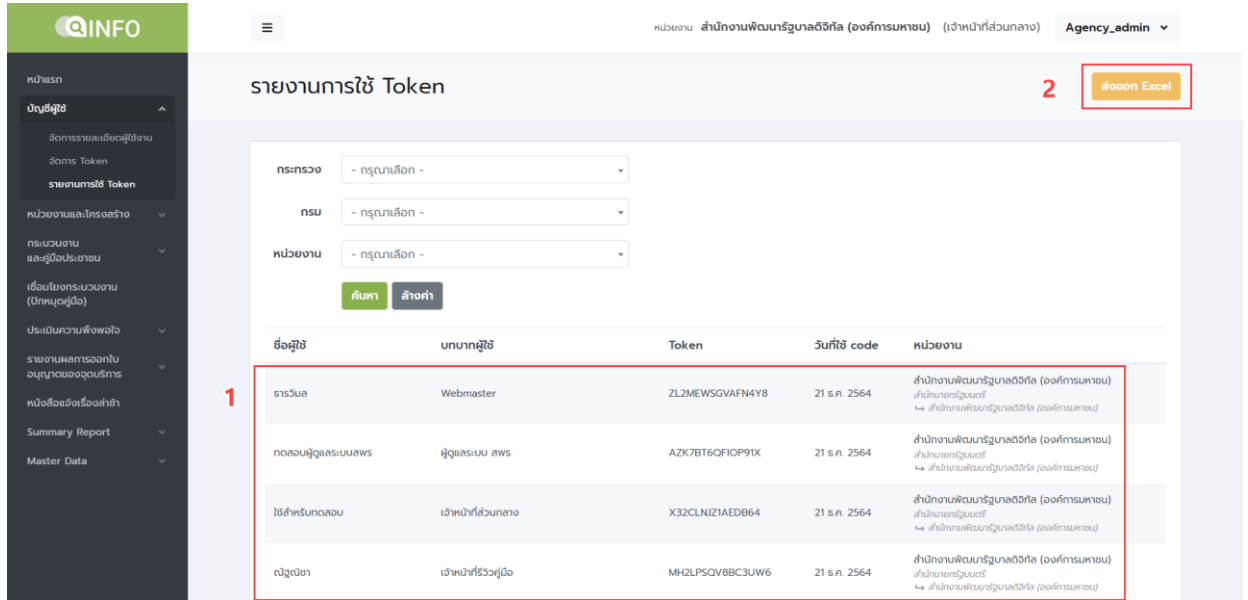 INFO
หน่วยงาน สำนักงานพัฒนารัฐบาลดิจิทัล (องค์การมหาชน) (เจ้าหน้าที่ส่วนกลาง) Agency_admin
หน้าแรก
บัญชีผู้ใช้
จัดการรายละเอียดผู้ใช้งาน
จัดการ Token
รายงานการใช้ Token
หน่วยงานและโครงสร้าง
กระบวนงาน
และคู่มือประชาชน
เชื่อมโยงกระบวนงาน
(ปักหมุดคู่มือ)
ประเมินความพึงพอใจ
รายงานผลการออกใบ
อนุญาตของจุดบริการ
หนังสือแจ้งเรื่องล่าช้า
Summary Report
Master Data
รายงานการใช้ Token
2
ส่งออก Excel
กระทรวง - กรุณาเลือก -
กรม - กรุณาเลือก -
หน่วยงาน - กรุณาเลือก -
ค้นหา ล้างค่า
ชื่อผู้ใช้ บทบาทผู้ใช้ Token วันที่ใช้ code หน่วยงาน
1
ธารวิมล Webmaster ZL2MEWSGVAFN4Y8 21 ธ.ค. 2564 สำนักงานพัฒนารัฐบาลดิจิทัล (องค์การมหาชน)
สำนักนายกรัฐมนตรี
↳ สำนักงานพัฒนารัฐบาลดิจิทัล (องค์การมหาชน)
ทดสอบผู้ดูแลระบบสพร ผู้ดูแลระบบ สพร. AZK7BT6QFIOP91X 21 ธ.ค. 2564 สำนักงานพัฒนารัฐบาลดิจิทัล (องค์การมหาชน)
สำนักนายกรัฐมนตรี
↳ สำนักงานพัฒนารัฐบาลดิจิทัล (องค์การมหาชน)
ใช้สำหรับทดสอบ เจ้าหน้าที่ส่วนกลาง X32CLNJZ1AEDB64 21 ธ.ค. 2564 สำนักงานพัฒนารัฐบาลดิจิทัล (องค์การมหาชน)
สำนักนายกรัฐมนตรี
↳ สำนักงานพัฒนารัฐบาลดิจิทัล (องค์การมหาชน)
ณัฐณิชา เจ้าหน้าที่รีวิวคู่มือ MH2LPSQV8BC3UW6 21 ธ.ค. 2564 สำนักงานพัฒนารัฐบาลดิจิทัล (องค์การมหาชน)
สำนักนายกรัฐมนตรี
↳ สำนักงานพัฒนารัฐบาลดิจิทัล (องค์การมหาชน)